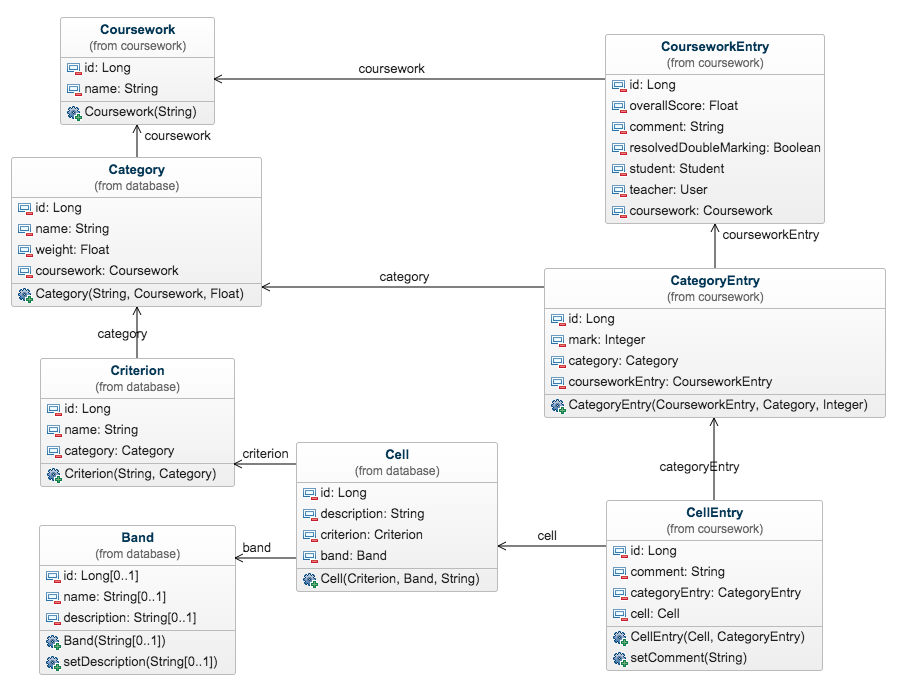 Coursework
(from coursework)
id: Long
name: String
Coursework(String)
coursework
CourseworkEntry
(from coursework)
id: Long
overallScore: Float
comment: String
resolvedDoubleMarking: Boolean
student: Student
teacher: User
coursework: Coursework
coursework
Category
(from database)
id: Long
name: String
weight: Float
coursework: Coursework
Category(String, Coursework, Float)
courseworkEntry
category
CategoryEntry
(from coursework)
id: Long
mark: Integer
category: Category
courseworkEntry: CourseworkEntry
CategoryEntry(CourseworkEntry, Category, Integer)
category
Criterion
(from database)
id: Long
name: String
category: Category
Criterion(String, Category)
criterion
Cell
(from database)
id: Long
description: String
criterion: Criterion
band: Band
Cell(Criterion, Band, String)
categoryEntry
CellEntry
(from coursework)
id: Long
comment: String
categoryEntry: CategoryEntry
cell: Cell
CellEntry(Cell, CategoryEntry)
setComment(String)
cell
band
Band
(from database)
id: Long[0..1]
name: String[0..1]
description: String[0..1]
Band(String[0..1])
setDescription(String[0..1])